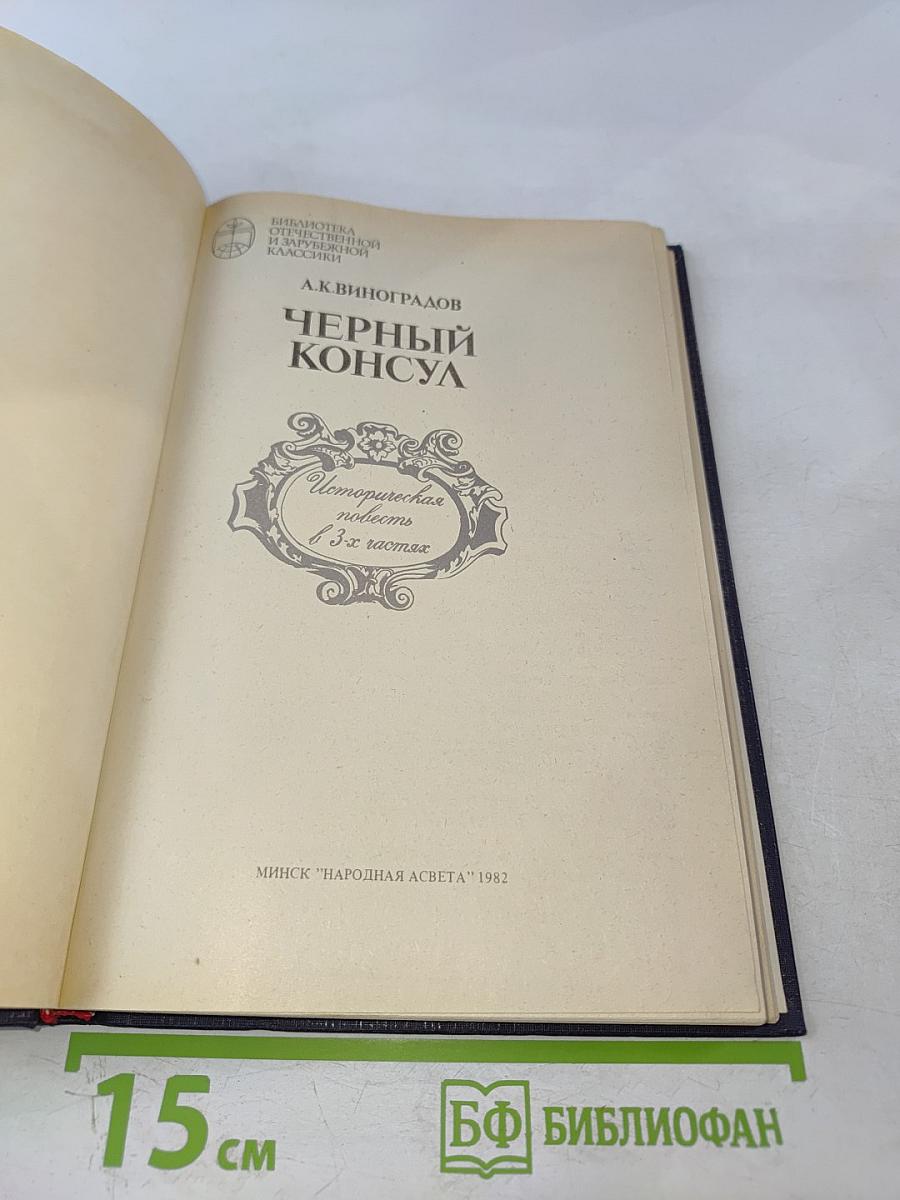 БИБЛИОТЕКА
ОТЕЧЕСТВЕННОЙ
И ЗАРУБЕЖНОЙ
КЛАССИКИ
А.К.ВИНОГРАДОВ
ЧЕРНЫЙ
КОНСУЛ
Историческая
повесть
в 3-х частях
МИНСК "НАРОДНАЯ АСВЕТА" 1982
15 см
БФ БИБЛИОФАН